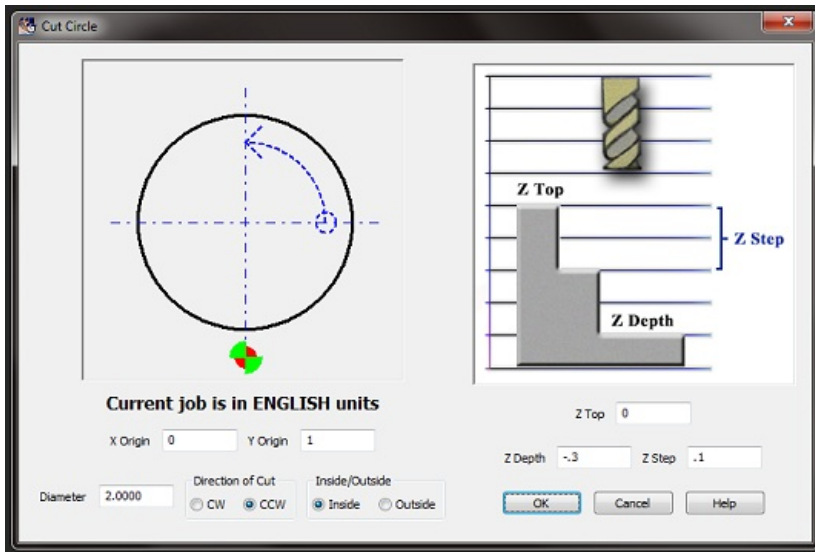 Cut Circle
Z Top
Z Step
Z Depth
Current job is in ENGLISH units
X Origin 0 Y Origin 1
Diameter 2.0000
Direction of Cut
CW CCW
Inside/Outside
Inside Outside
Z Top 0
Z Depth -.3 Z Step .1
OK Cancel Help